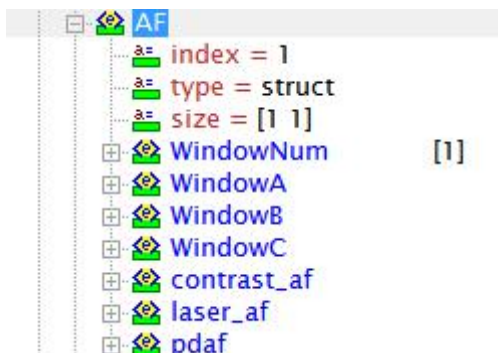 AF
index = 1
type = struct
size = [1 1]
WindowNum [1]
WindowA
WindowB
WindowC
contrast_af
laser_af
pdaf